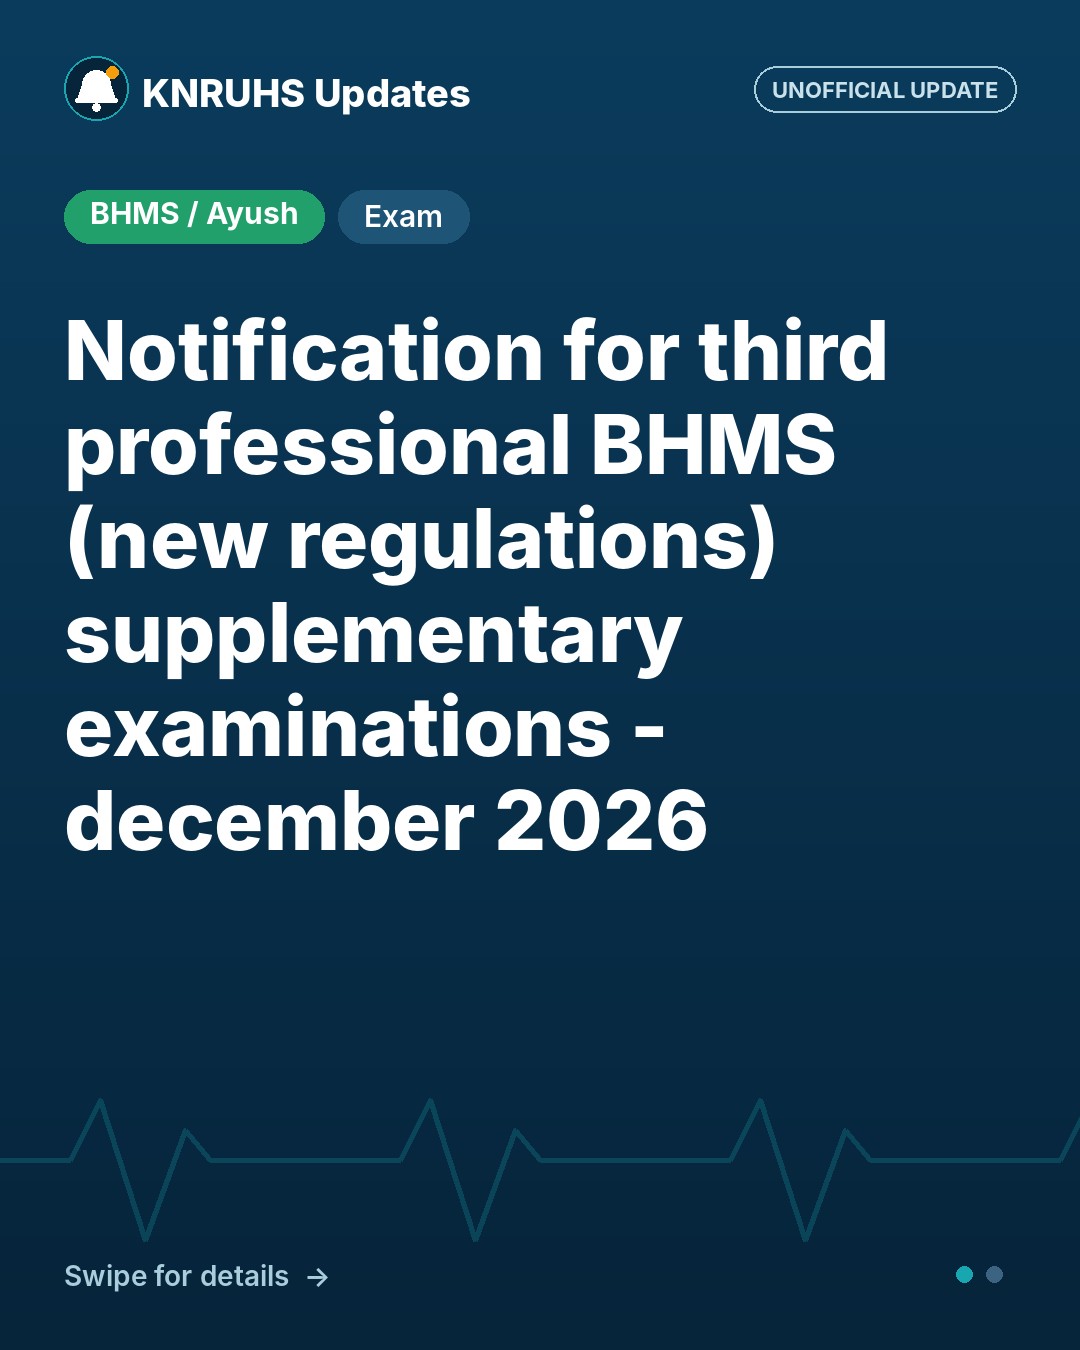 KNRUHS Updates
UNOFFICIAL UPDATE
BHMS / Ayush
Exam
Notification for third
professional BHMS
(new regulations)
supplementary
examinations -
december 2026
Swipe for details →